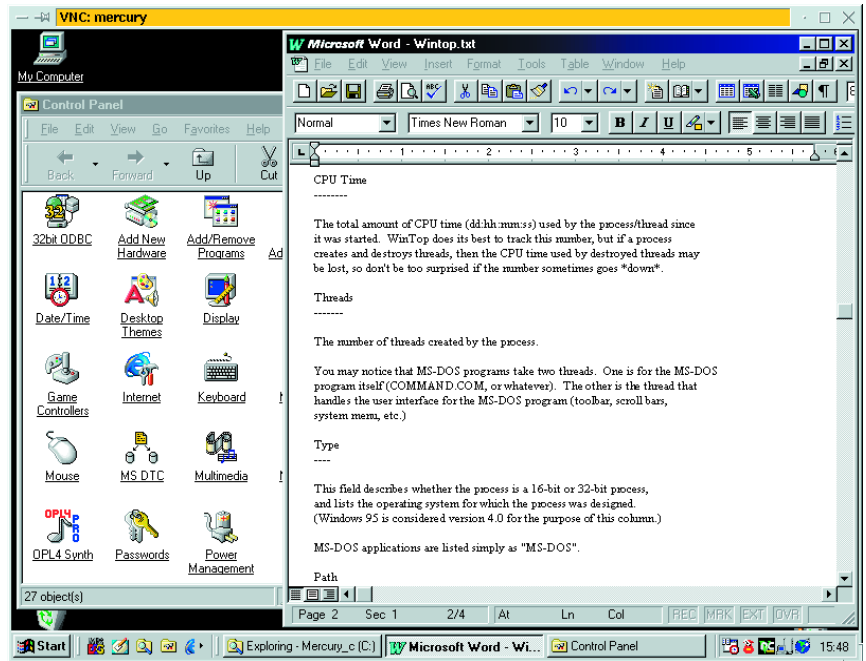 VNC: mercury
My Computer
Control Panel
File Edit View Go Favorites Help
Back Forward Up Cut
32bit ODBC
Add New Hardware
Add/Remove Programs
Ad
Date/Time
Desktop Themes
Display
Game Controllers
Internet
Keyboard
Mouse
MS DTC
Multimedia
OPL4 PRO
OPL4 Synth
Passwords
Power Management
27 object(s)
Microsoft Word - Wintop.txt
File Edit View Insert Format Tools Table Window Help
Normal Times New Roman 10 B I U
1 2 3 4 5
CPU Time
--------
The total amount of CPU time (dd:hh:mm:ss) used by the process/thread since
it was started. WinTop does its best to track this number, but if a process
creates and destroys threads, then the CPU time used by destroyed threads may
be lost, so don't be too surprised if the number sometimes goes *down*.
Threads
-------
The number of threads created by the process.
You may notice that MS-DOS programs take two threads. One is for the MS-DOS
program itself (COMMAND.COM, or whatever). The other is the thread that
handles the user interface for the MS-DOS program (toolbar, scroll bars,
system menu, etc.)
Type
----
This field describes whether the process is a 16-bit or 32-bit process,
and lists the operating system for which the process was designed.
(Windows 95 is considered version 4.0 for the purpose of this column.)
MS-DOS applications are listed simply as "MS-DOS".
Path
Page 2 Sec 1 2/4 At Ln Col REC MRK EXT OVR
Start Exploring - Mercury_c (C:) Microsoft Word - Wi... Control Panel 15:48